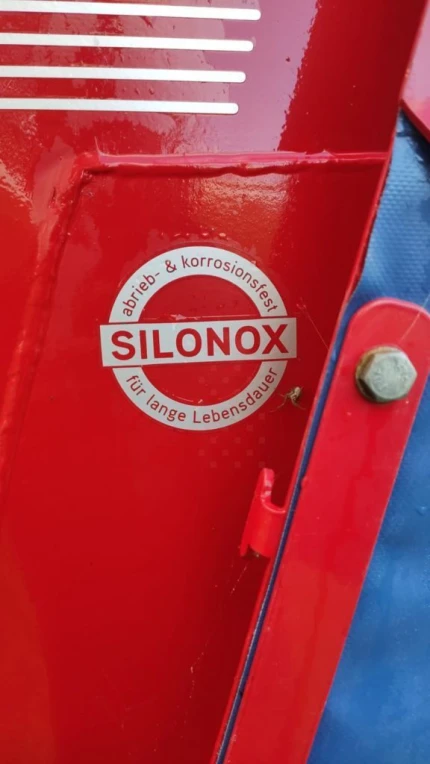 abrieb- & korrosionsfest
SILONOX
für lange Lebensdauer